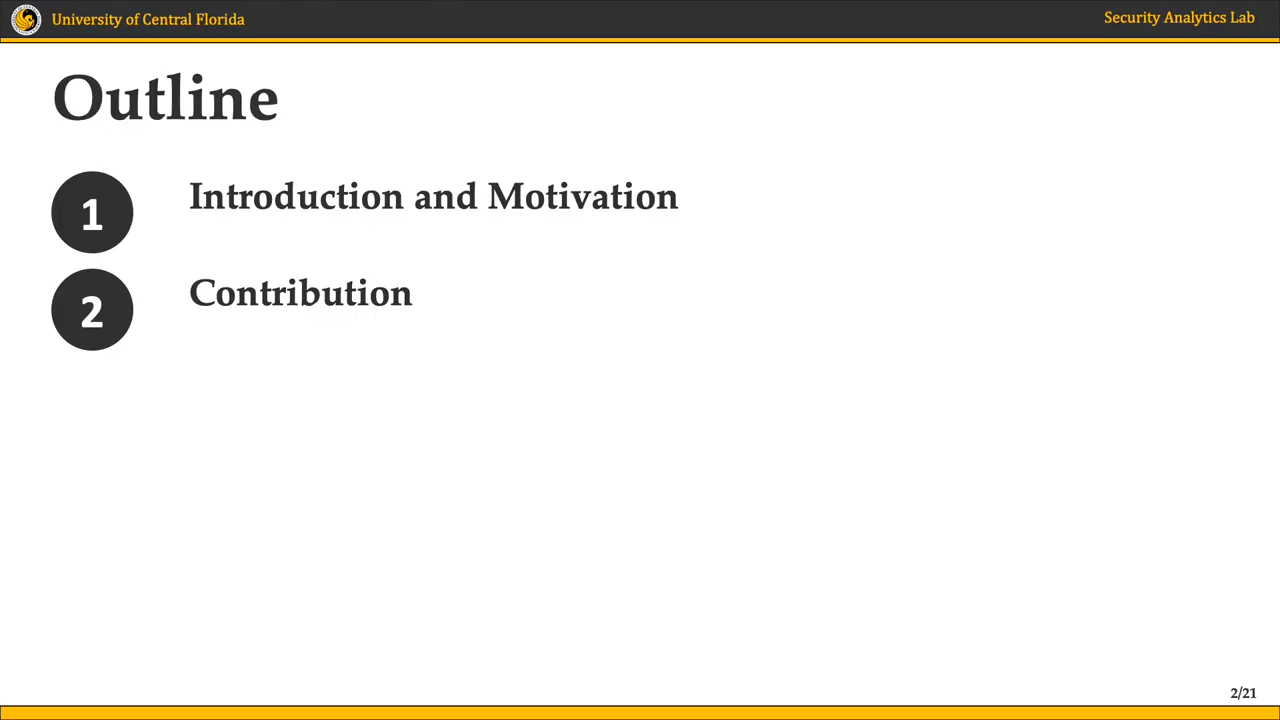 University of Central Florida
Security Analytics Lab
Outline
1
Introduction and Motivation
2
Contribution
2/21